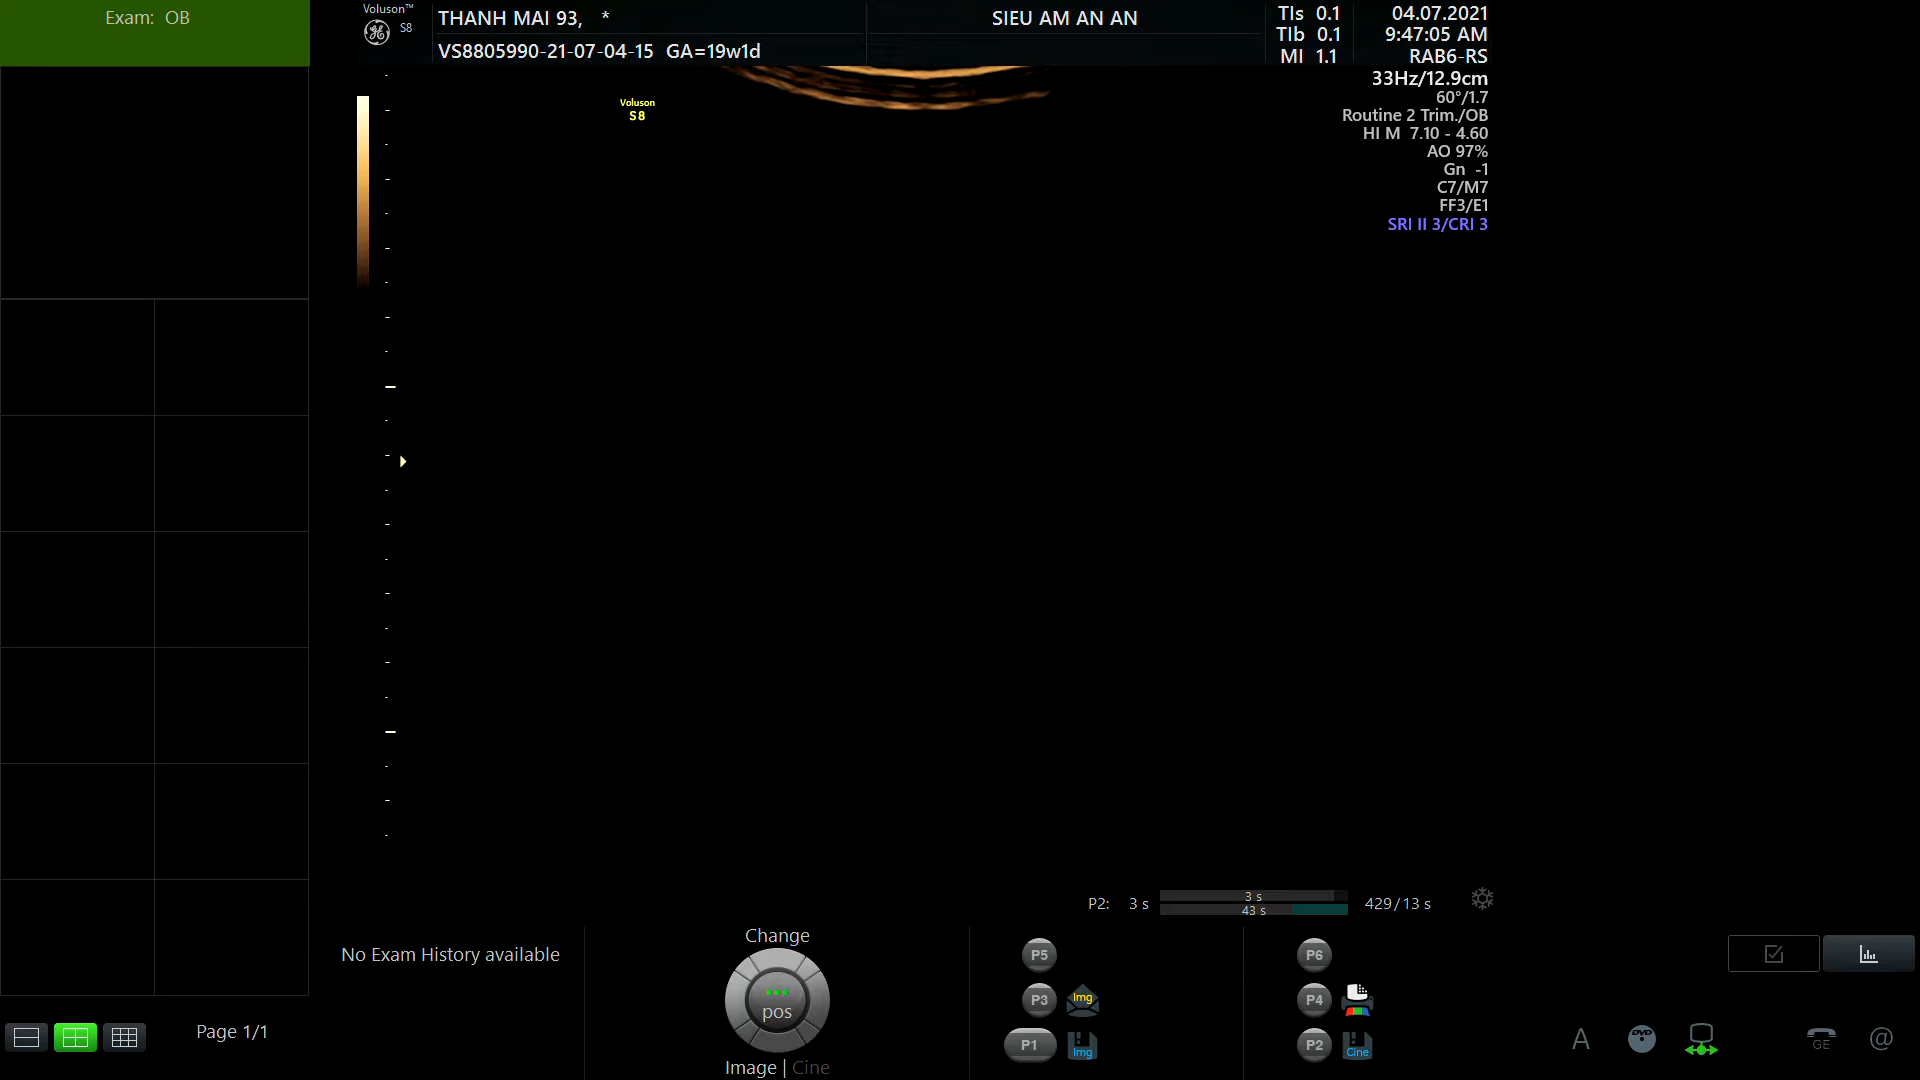 Exam: OB
Voluson™
S8
THANH MAI 93, *
SIEU AM AN AN
VS8805990-21-07-04-15 GA=19w1d
TIs 0.1
TIb 0.1
MI 1.1
04.07.2021
9:47:05 AM
RAB6-RS
33Hz/12.9cm
60°/1.7
Routine 2 Trim./OB
HI M 7.10 - 4.60
AO 97%
Gn -1
C7/M7
FF3/E1
SRI II 3/CRI 3
Voluson
S8
P2: 3 s
3 s
43 s
429/13 s
No Exam History available
Change
pos
Image | Cine
P5
P3
Img
P1
Img
P6
P4
P2
Cine
Page 1/1
A
DVD
GE
@